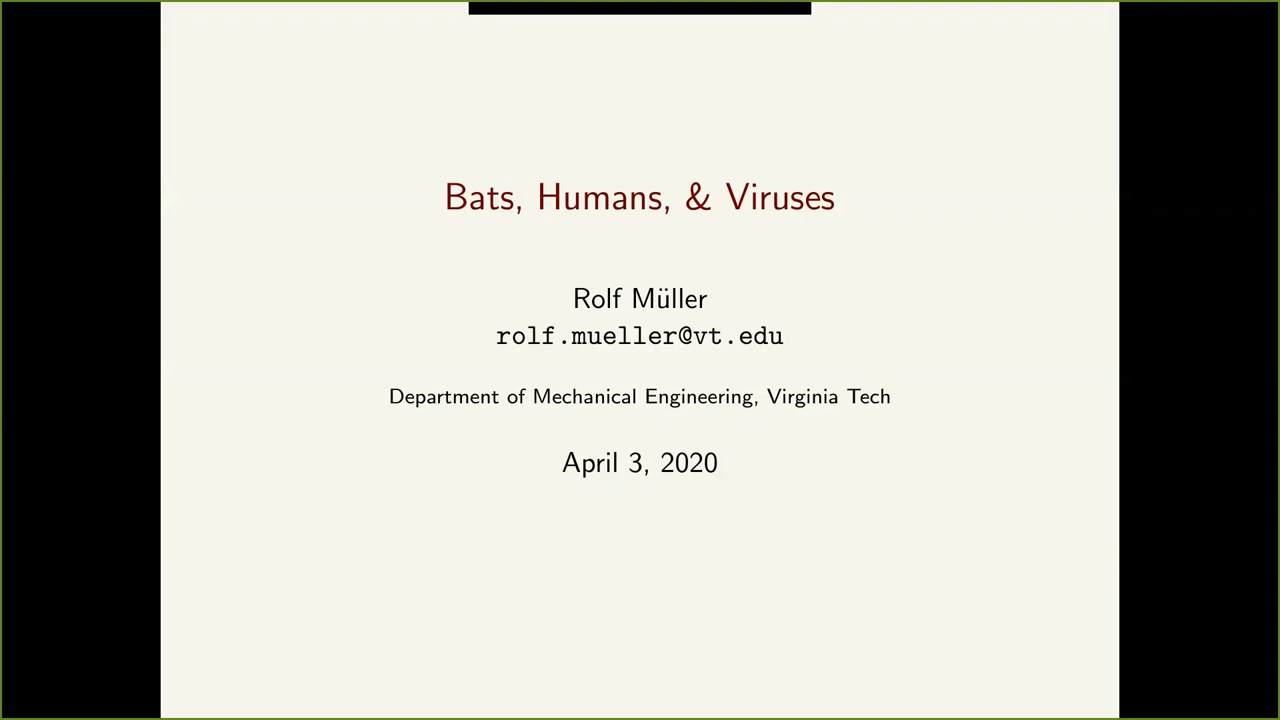 Bats, Humans, & Viruses
Rolf Müller
rolf.mueller@vt.edu
Department of Mechanical Engineering, Virginia Tech
April 3, 2020